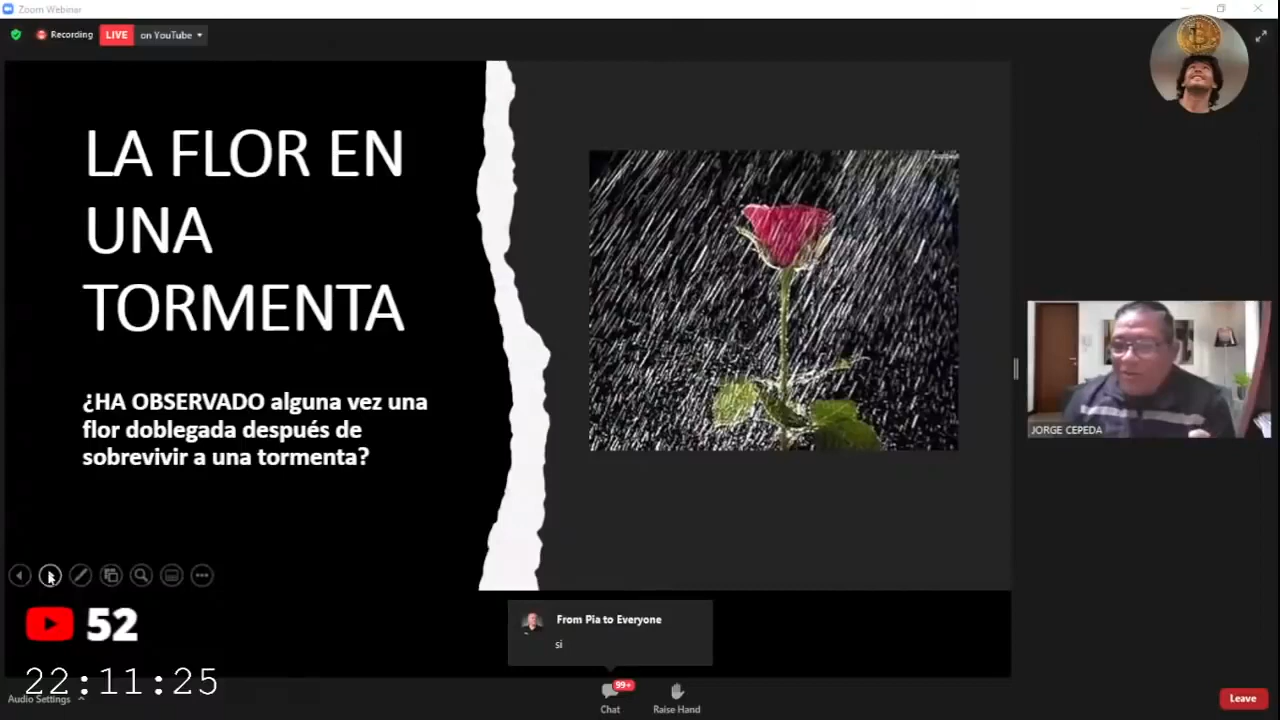 Zoom Webinar
Recording
LIVE
on YouTube
LA FLOR EN
UNA
TORMENTA
¿HA OBSERVADO alguna vez una
flor doblegada después de
sobrevivir a una tormenta?
JORGE CEPEDA
52
22:11:25
From Pia to Everyone
si
Audio Settings
99+
Chat
Raise Hand
Leave